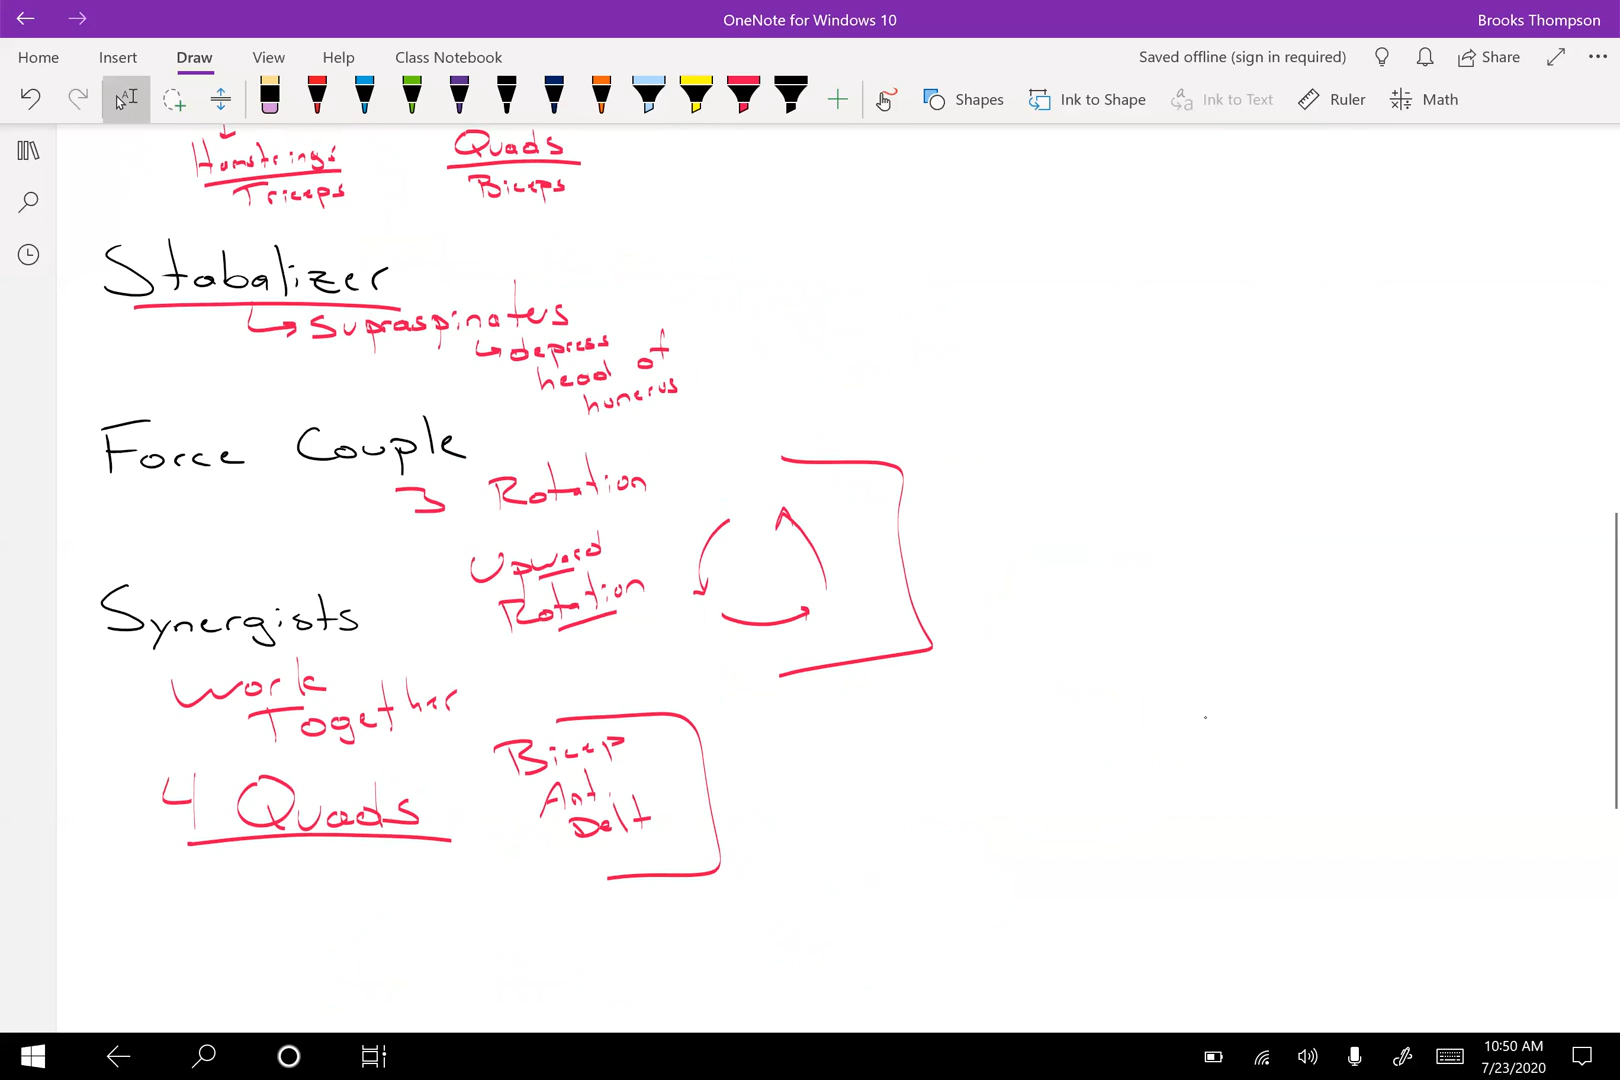 OneNote for Windows 10
Brooks Thompson
Home Insert Draw View Help Class Notebook
Saved offline (sign in required) Share
Shapes Ink to Shape Ink to Text Ruler Math
Hamstrings Quads
Triceps Biceps
Stabalizer
Supraspinatus
depress
head of
humerus
Force Couple
Rotation
Upward
Rotation
Synergists
Work
Together
4 Quads
Bicep
Ant.
Delt
10:50 AM
7/23/2020